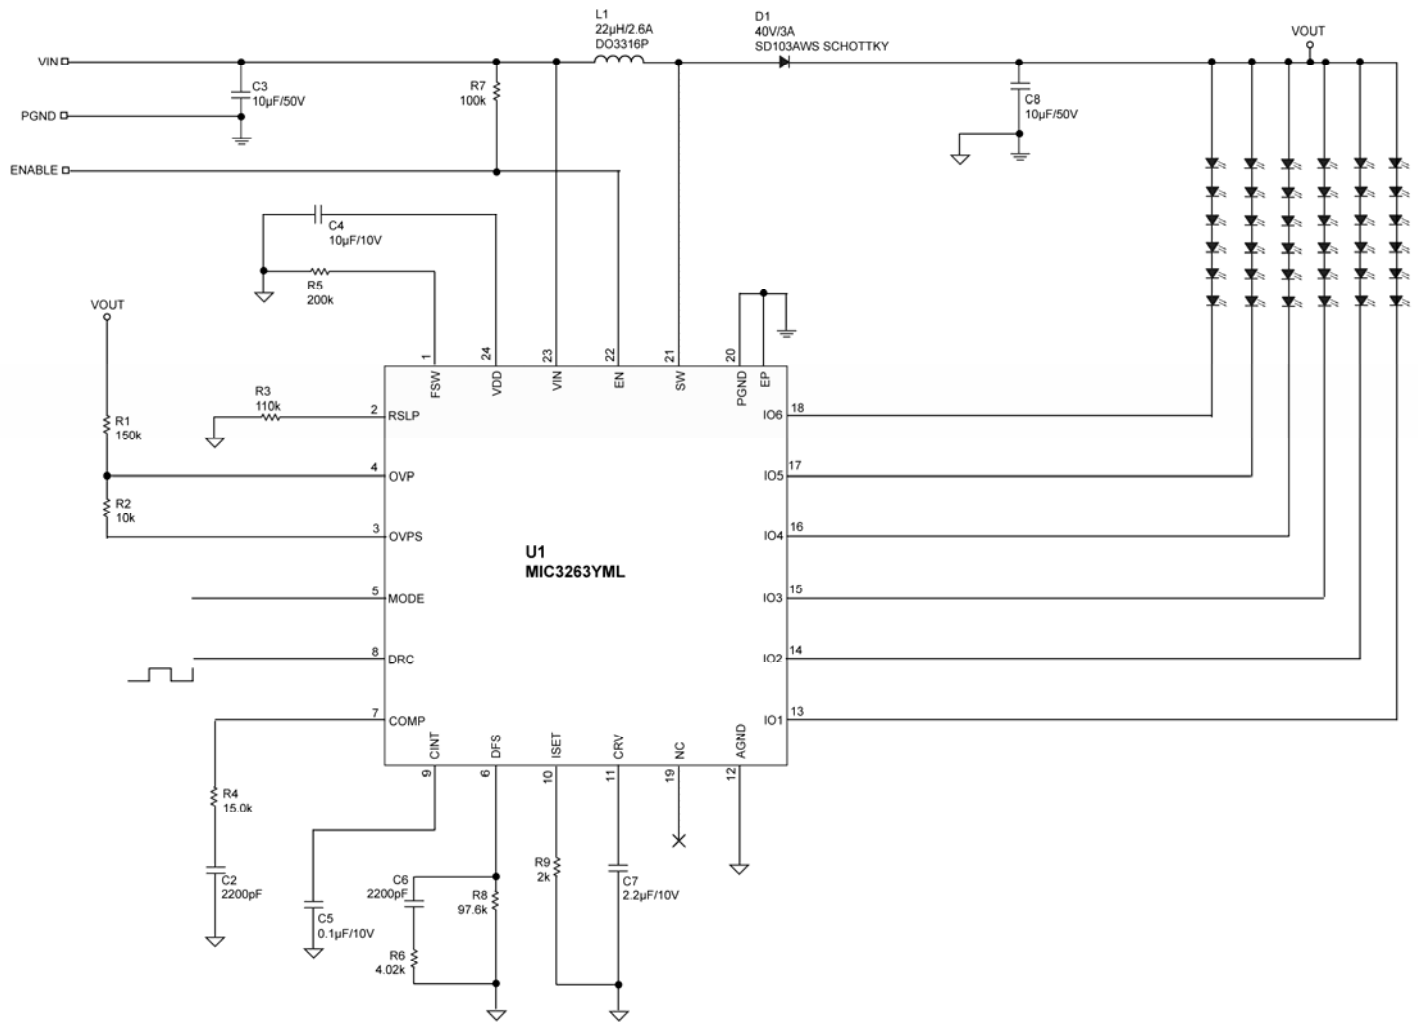 L1
22µH/2.6A
DO3316P
D1
40V/3A
SD103AWS SCHOTTKY
VOUT
VIN
C3
10µF/50V
R7
100k
C8
10µF/50V
PGND
ENABLE
C4
10µF/10V
R5
200k
VOUT
1
24
23
22
21
20
FSW
VDD
VIN
EN
SW
PGND
EP
R3
110k
2
RSLP
IO6
18
R1
150k
4
OVP
IO5
17
R2
10k
3
OVPS
IO4
16
U1
MIC3263YML
5
MODE
IO3
15
8
DRC
IO2
14
7
COMP
IO1
13
CINT
DFS
ISET
CRV
NC
AGND
9
6
10
11
19
12
R4
15.0k
C2
2200pF
C5
0.1µF/10V
C6
2200pF
R8
97.6k
R9
2k
C7
2.2µF/10V
R6
4.02k